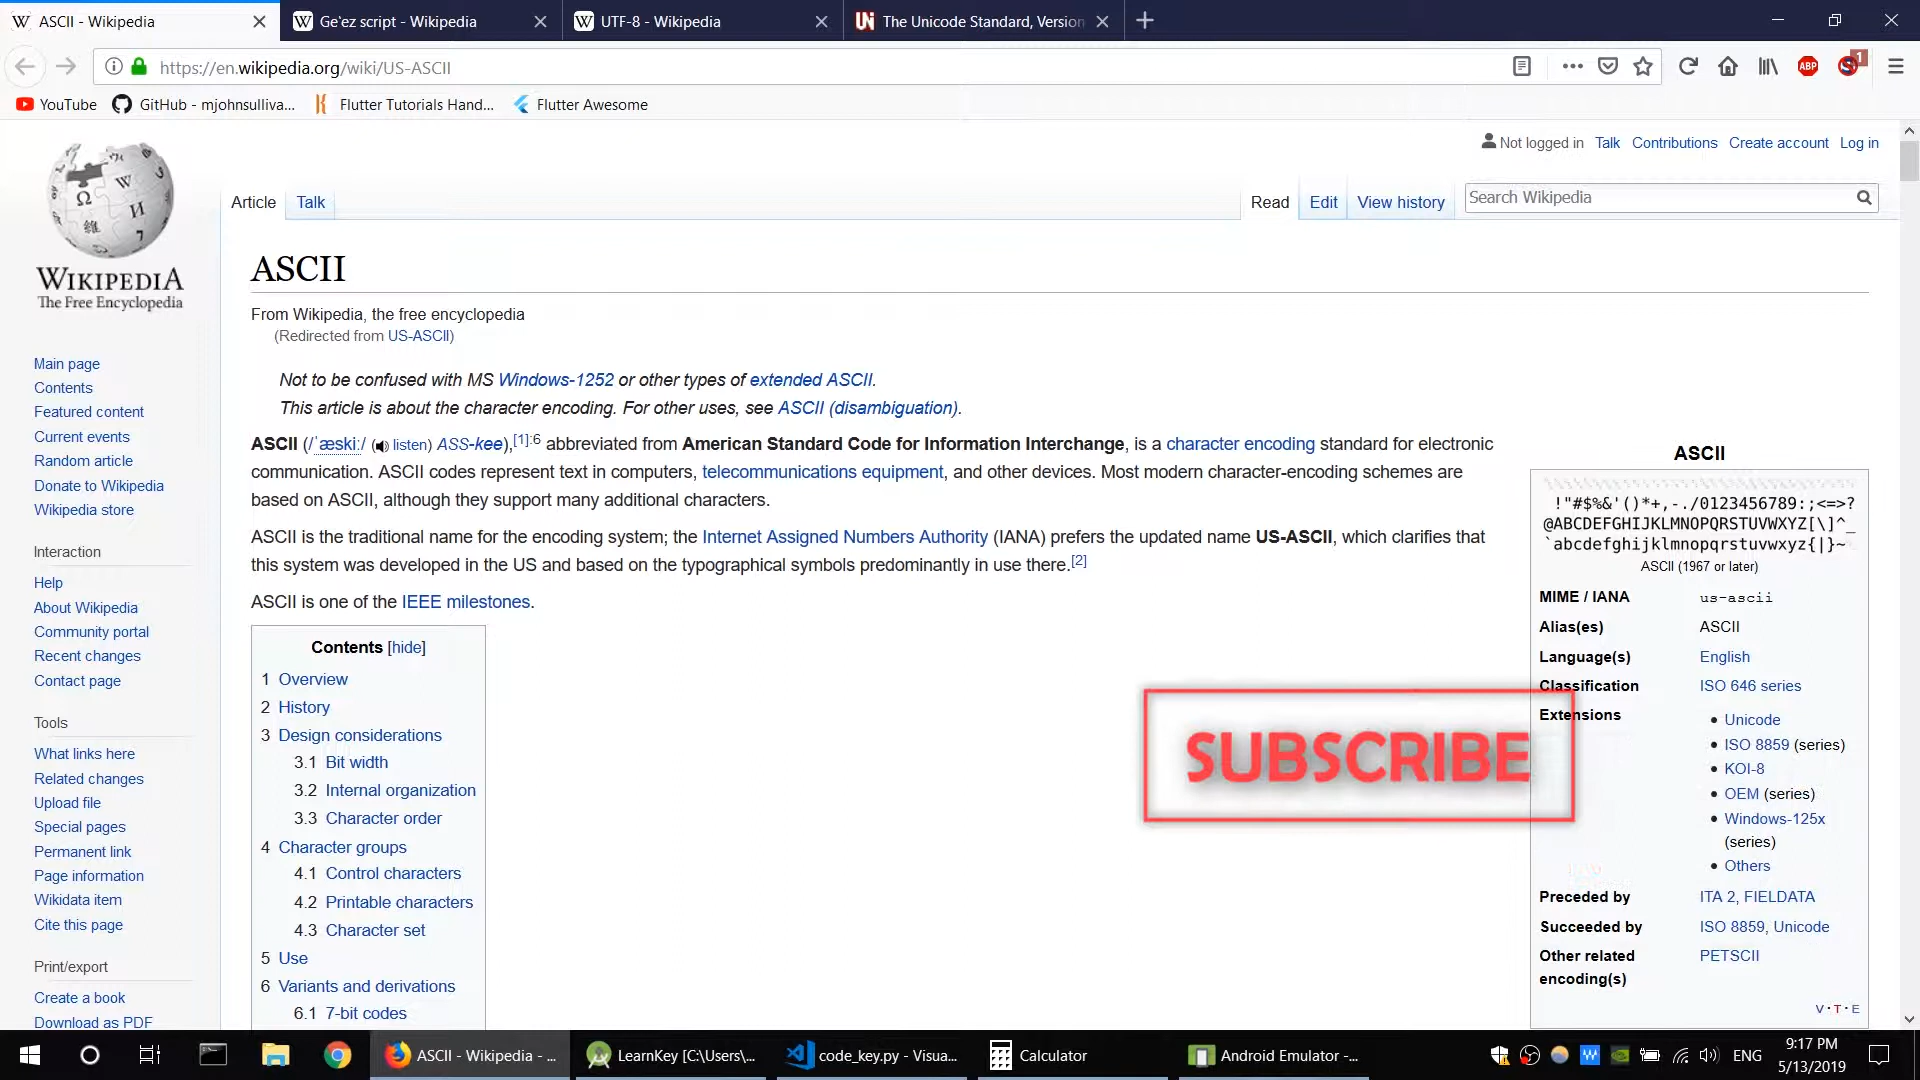 ASCII - Wikipedia
Ge'ez script - Wikipedia
UTF-8 - Wikipedia
The Unicode Standard, Version
https://en.wikipedia.org/wiki/US-ASCII
ABP
1
YouTube
GitHub - mjohnsulliva...
Flutter Tutorials Hand...
Flutter Awesome
Not logged in Talk Contributions Create account Log in
Article Talk
Read Edit View history
Search Wikipedia
WIKIPEDIA
The Free Encyclopedia
Main page
Contents
Featured content
Current events
Random article
Donate to Wikipedia
Wikipedia store
Interaction
Help
About Wikipedia
Community portal
Recent changes
Contact page
Tools
What links here
Related changes
Upload file
Special pages
Permanent link
Page information
Wikidata item
Cite this page
Print/export
Create a book
Download as PDF
ASCII
From Wikipedia, the free encyclopedia
(Redirected from US-ASCII)
Not to be confused with MS Windows-1252 or other types of extended ASCII.
This article is about the character encoding. For other uses, see ASCII (disambiguation).
ASCII (/ˈæskiː/ (listen) ASS-kee),[1]:6 abbreviated from American Standard Code for Information Interchange, is a character encoding standard for electronic
communication. ASCII codes represent text in computers, telecommunications equipment, and other devices. Most modern character-encoding schemes are
based on ASCII, although they support many additional characters.
ASCII is the traditional name for the encoding system; the Internet Assigned Numbers Authority (IANA) prefers the updated name US-ASCII, which clarifies that
this system was developed in the US and based on the typographical symbols predominantly in use there.[2]
ASCII is one of the IEEE milestones.
Contents [hide]
1 Overview
2 History
3 Design considerations
3.1 Bit width
3.2 Internal organization
3.3 Character order
4 Character groups
4.1 Control characters
4.2 Printable characters
4.3 Character set
5 Use
6 Variants and derivations
6.1 7-bit codes
SUBSCRIBE
ASCII
!"#$%&'()*+,-./0123456789:;<=>?
@ABCDEFGHIJKLMNOPQRSTUVWXYZ[\]^_
`abcdefghijklmnopqrstuvwxyz{|}~
ASCII (1967 or later)
MIME / IANA us-ascii
Alias(es) ASCII
Language(s) English
Classification ISO 646 series
Extensions
• Unicode
• ISO 8859 (series)
• KOI-8
• OEM (series)
• Windows-125x
(series)
• Others
Preceded by ITA 2, FIELDATA
Succeeded by ISO 8859, Unicode
Other related PETSCII
encoding(s)
V·T·E
ASCII - Wikipedia - ...
LearnKey [C:\Users\...
code_key.py - Visua...
Calculator
Android Emulator -...
ENG
9:17 PM
5/13/2019